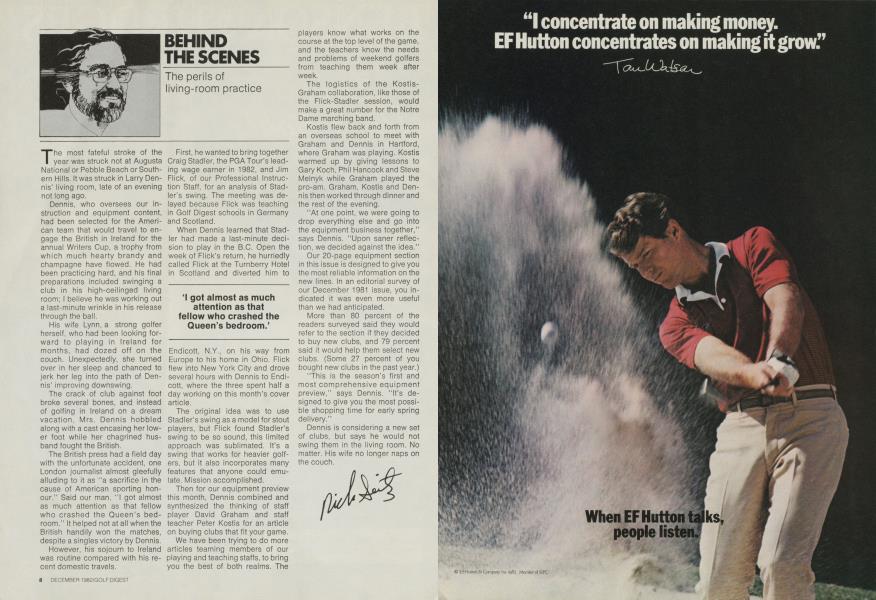 BEHIND
THE SCENES
The perils of
living-room practice
The most fateful stroke of the
year was struck not at Augusta
National or Pebble Beach or South-
ern Hills. It was struck in Larry Den-
nis' living room, late of an evening
not long ago.
Dennis, who oversees our in-
struction and equipment content,
had been selected for the Ameri-
can team that would travel to en-
gage the British in Ireland for the
annual Writers Cup, a trophy from
which much hearty brandy and
champagne have flowed. He had
been practicing hard, and his final
preparations included swinging a
club in his high-ceilinged living
room; I believe he was working out
a last-minute wrinkle in his release
through the ball.
His wife Lynn, a strong golfer
herself, who had been looking for-
ward to playing in Ireland for
months, had dozed off on the
couch. Unexpectedly, she turned
over in her sleep and chanced to
jerk her leg into the path of Den-
nis' improving downswing.
The crack of club against foot
broke several bones, and instead
of golfing in Ireland on a dream
vacation, Mrs. Dennis hobbled
along with a cast encasing her low-
er foot while her chagrined hus-
band fought the British.
The British press had a field day
with the unfortunate accident, one
London journalist almost gleefully
alluding to it as "a sacrifice in the
cause of American sporting hon-
our." Said our man, "I got almost
as much attention as that fellow
who crashed the Queen's bed-
room." It helped not at all when the
British handily won the matches,
despite a singles victory by Dennis.
However, his sojourn to Ireland
was routine compared with his re-
cent domestic travels.
First, he wanted to bring together
Craig Stadler, the PGA Tour's lead-
ing wage earner in 1982, and Jim
Flick, of our Professional Instruc-
tion Staff, for an analysis of Stad-
ler's swing. The meeting was de-
layed because Flick was teaching
in Golf Digest schools in Germany
and Scotland.
When Dennis learned that Stad-
ler had made a last-minute deci-
sion to play in the B.C. Open the
week of Flick's return, he hurriedly
called Flick at the Turnberry Hotel
in Scotland and diverted him to
'I got almost as much
attention as that
fellow who crashed the
Queen's bedroom.'
Endicott, N.Y., on his way from
Europe to his home in Ohio. Flick
flew into New York City and drove
several hours with Dennis to Endi-
cott, where the three spent half a
day working on this month's cover
article.
The original idea was to use
Stadler's swing as a model for stout
players, but Flick found Stadler's
swing to be so sound, this limited
approach was sublimated. It's a
swing that works for heavier golf-
ers, but it also incorporates many
features that anyone could emu-
late. Mission accomplished.
Then for our equipment preview
this month, Dennis combined and
synthesized the thinking of staff
player David Graham and staff
teacher Peter Kostis for an article
on buying clubs that fit your game.
We have been trying to do more
articles teaming members of our
playing and teaching staffs, to bring
you the best of both realms. The
players know what works on the
course at the top level of the game,
and the teachers know the needs
and problems of weekend golfers
from teaching them week after
week.
The logistics of the Kostis-
Graham collaboration, like those of
the Flick-Stadler session, would
make a great number for the Notre
Dame marching band.
Kostis flew back and forth from
an overseas school to meet with
Graham and Dennis in Hartford,
where Graham was playing. Kostis
warmed up by giving lessons to
Gary Koch, Phil Hancock and Steve
Melnyk while Graham played the
pro-am. Graham, Kostis and Den-
nis then worked through dinner and
the rest of the evening.
"At one point, we were going to
drop everything else and go into
the equipment business together,"
says Dennis. "Upon saner reflec-
tion, we decided against the idea."
Our 20-page equipment section
in this issue is designed to give you
the most reliable information on the
new lines. In an editorial survey of
our December 1981 issue, you in-
dicated it was even more useful
than we had anticipated.
More than 80 percent of the
readers surveyed said they would
refer to the section if they decided
to buy new clubs, and 79 percent
said it would help them select new
clubs. (Some 27 percent of you
bought new clubs in the past year.)
"This is the season's first and
most comprehensive equipment
preview," says Dennis. "It's de-
signed to give you the most possi-
ble shopping time for early spring
delivery."
Dennis is considering a new set
of clubs, but says he would not
swing them in the living room. No
matter. His wife no longer naps on
the couch.
Nick Seitz
6 DECEMBER 1982/GOLF DIGEST
"I concentrate on making money.
EF Hutton concentrates on making it grow."
Tom Watson
When EF Hutton talks,
people listen.